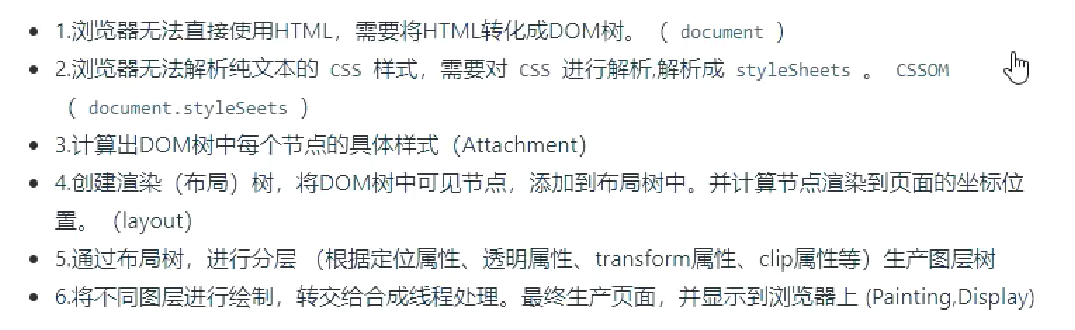 • 1.浏览器无法直接使用HTML，需要将HTML转化成DOM树。（ document ）
• 2.浏览器无法解析纯文本的 CSS 样式，需要对 CSS 进行解析,解析成 styleSheets 。 CSSOM
（ document.styleSeets ）
• 3.计算出DOM树中每个节点的具体样式（Attachment）
• 4.创建渲染（布局）树，将DOM树中可见节点，添加到布局树中。并计算节点渲染到页面的坐标位
置。（layout）
• 5.通过布局树，进行分层 （根据定位属性、透明属性、transform属性、clip属性等）生产图层树
• 6.将不同图层进行绘制，转交给合成线程处理。最终生产页面，并显示到浏览器上 (Painting,Display)